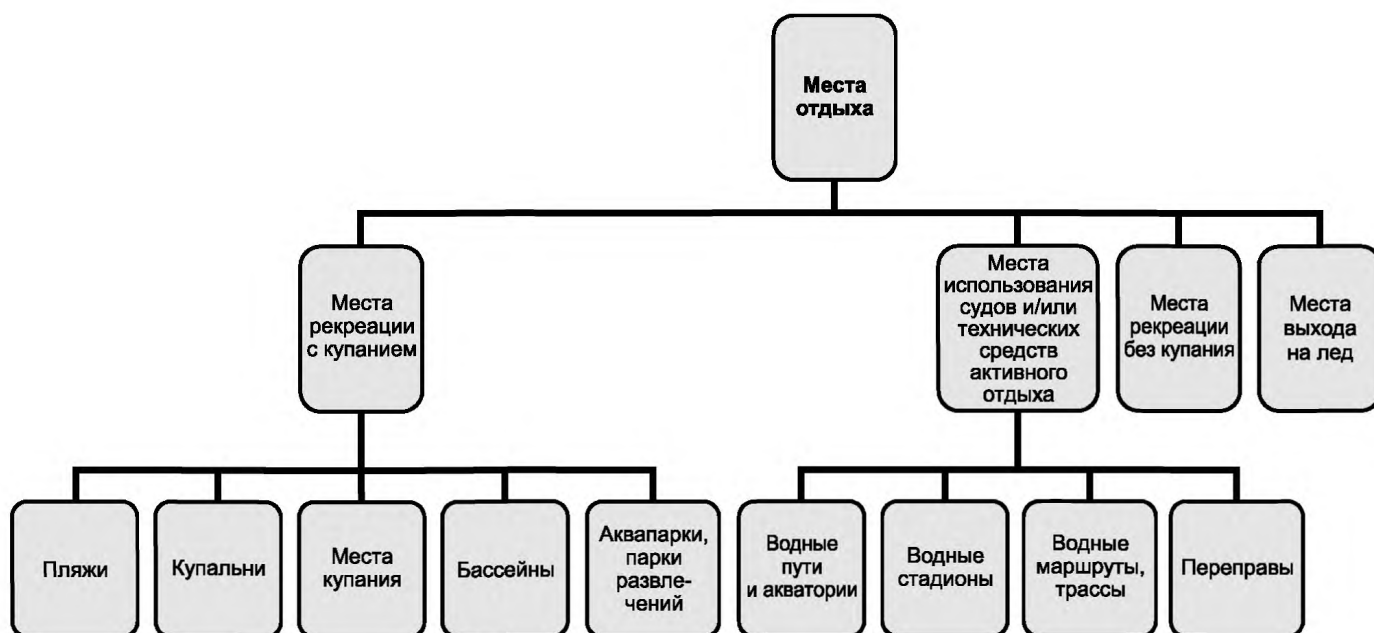 Места
отдыха
Места
рекреации
с купанием
Места
использования
судов и/или
технических
средств
активного
отдыха
Места
рекреации
без купания
Места
выхода
на лед
Пляжи
Купальни
Места
купания
Бассейны
Аквапарки,
парки
развле-
чений
Водные
пути
и акватории
Водные
стадионы
Водные
маршруты,
трассы
Переправы